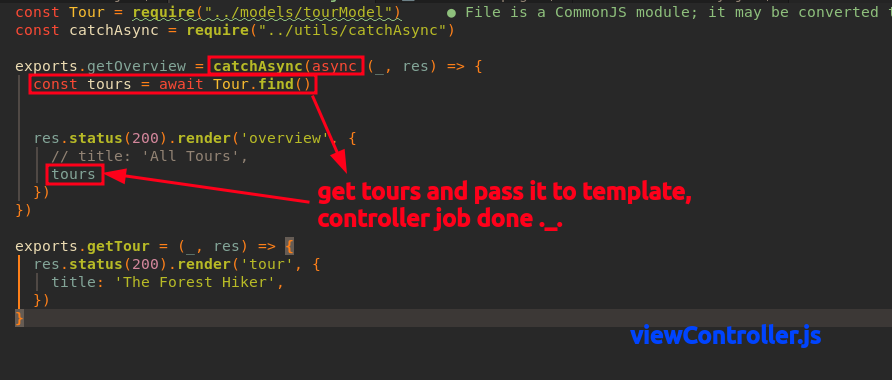 const Tour = require("../models/tourModel") ● File is a CommonJS module; it may be converted
const catchAsync = require("../utils/catchAsync")
exports.getOverview = catchAsync(async (_, res) => {
const tours = await Tour.find()
res.status(200).render('overview', {
// title: 'All Tours',
tours
})
})
get tours and pass it to template,
controller job done ._.
exports.getTour = (_, res) => {
res.status(200).render('tour', {
title: 'The Forest Hiker',
})
}
viewController.js